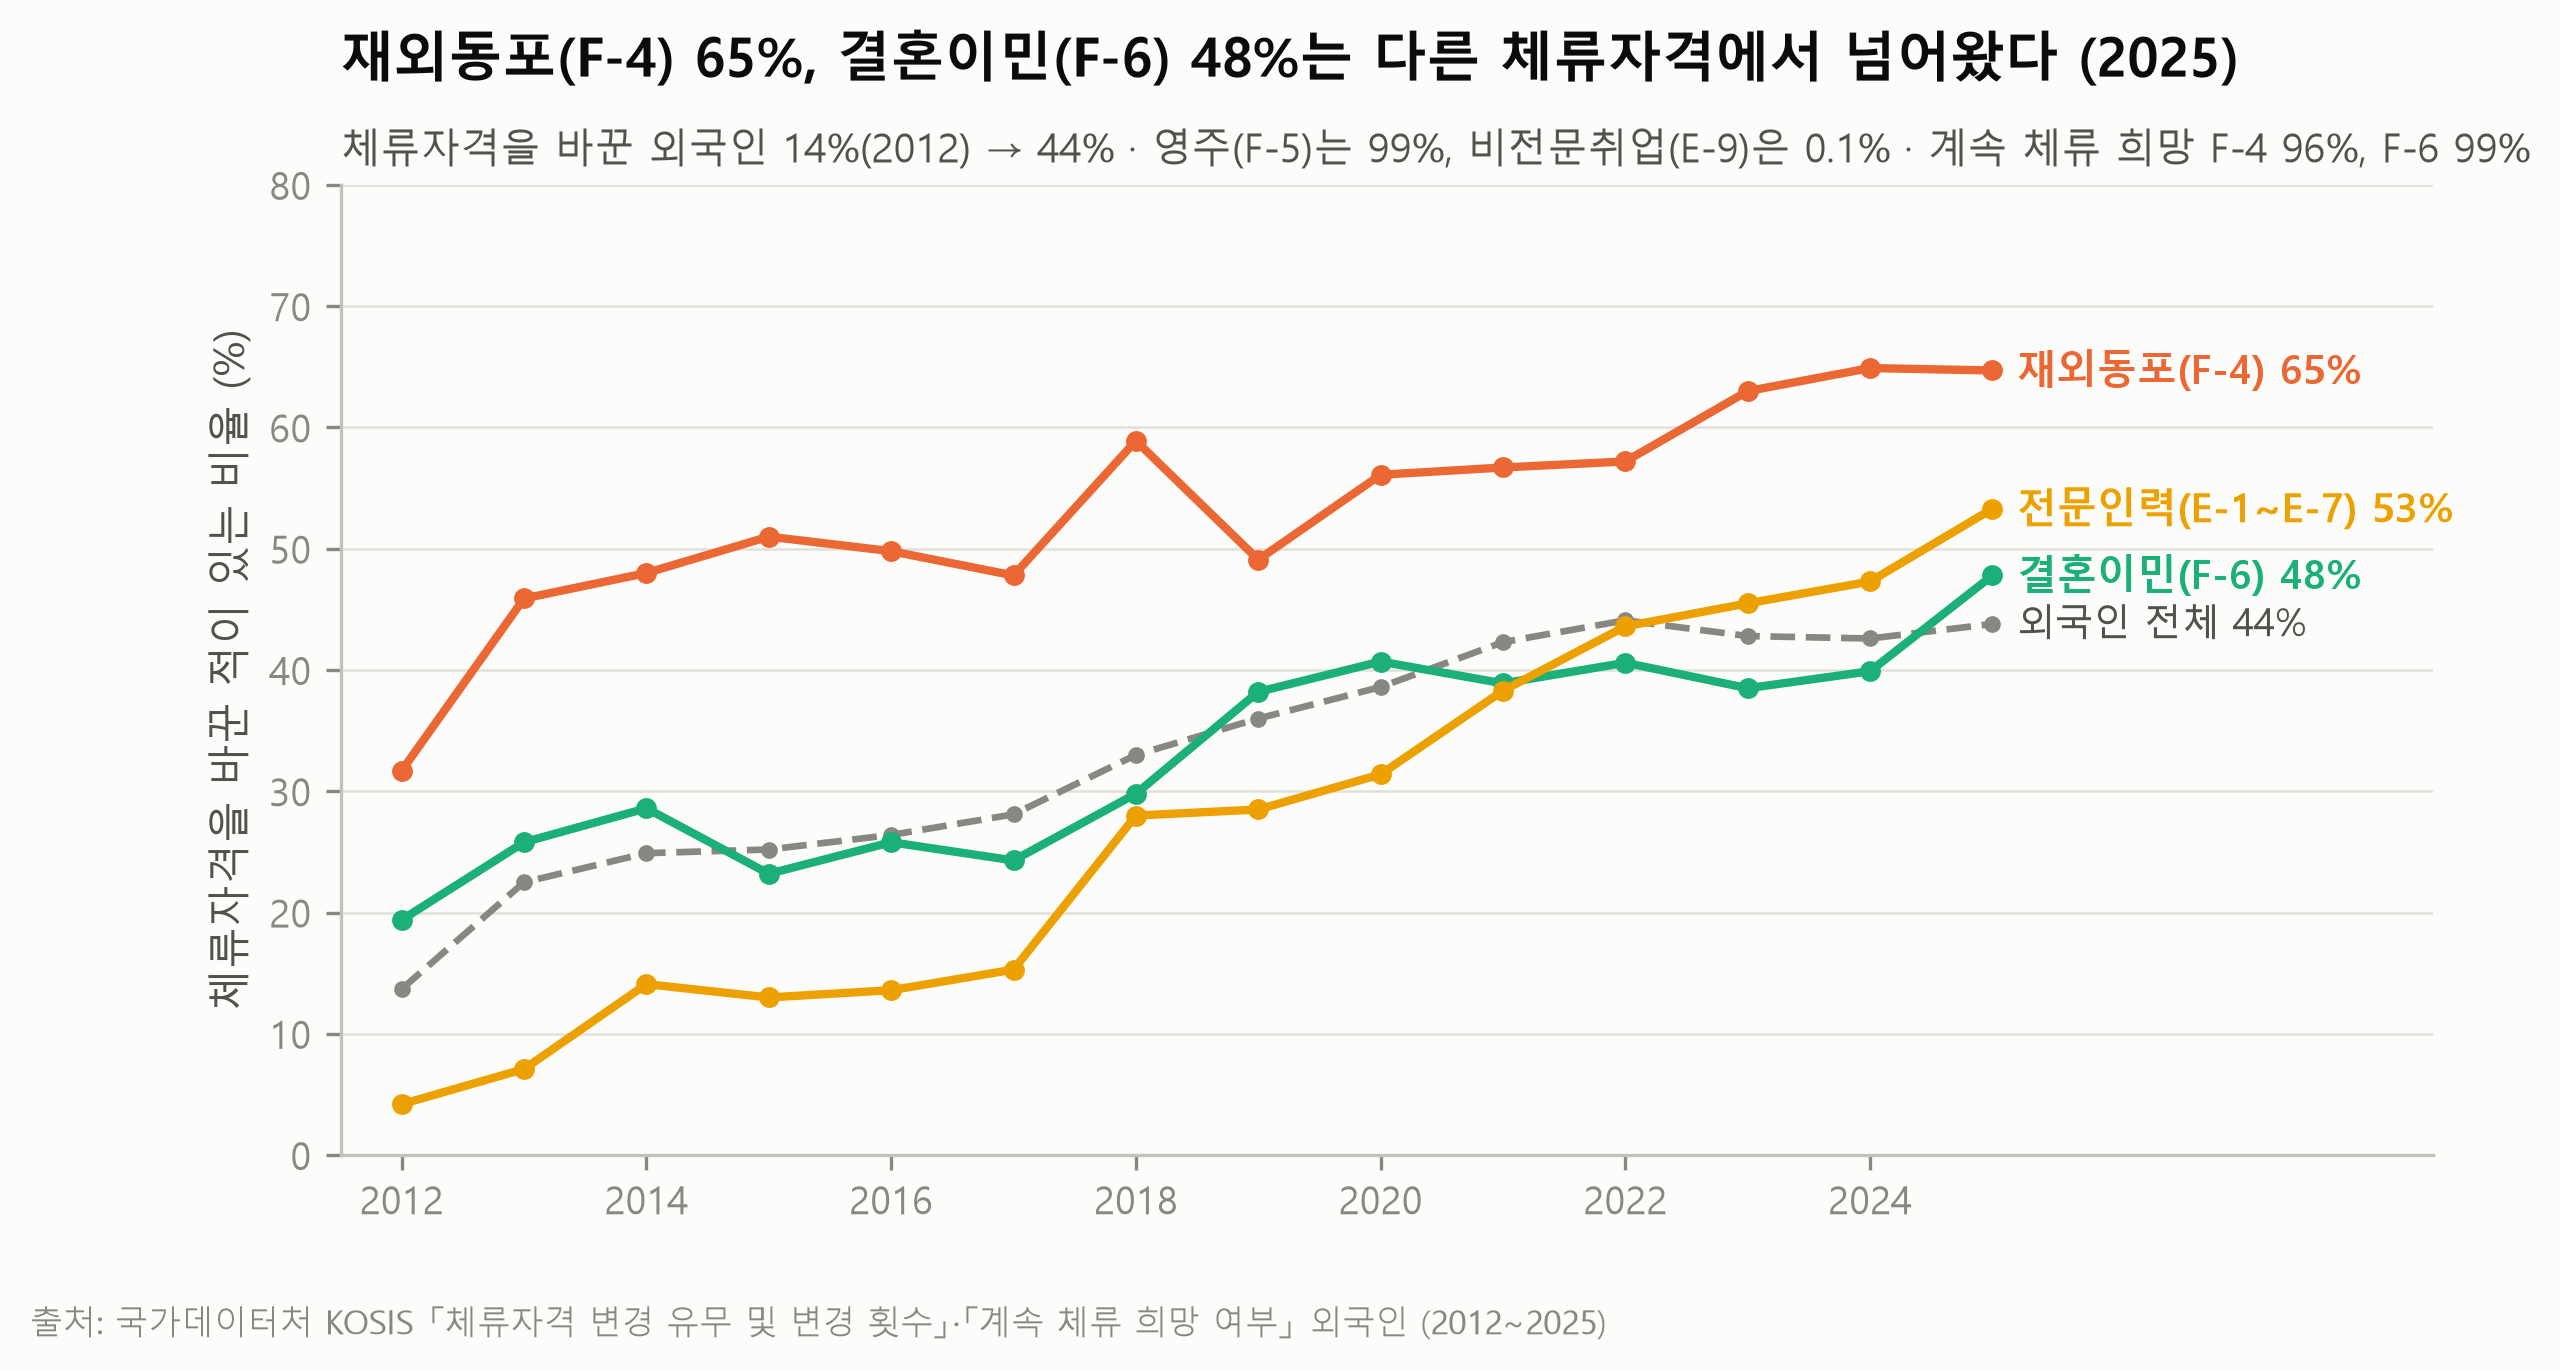 재외동포(F-4) 65%, 결혼이민(F-6) 48%는 다른 체류자격에서 넘어왔다 (2025)
체류자격을 바꾼 외국인 14%(2012) → 44% · 영주(F-5)는 99%, 비전문취업(E-9)은 0.1% · 계속 체류 희망 F-4 96%, F-6 99%
체류자격을 바꾼 적이 있는 비율 (%)
80
70
60
50
40
30
20
10
0
재외동포(F-4) 65%
전문인력(E-1~E-7) 53%
결혼이민(F-6) 48%
외국인 전체 44%
2012 2014 2016 2018 2020 2022 2024
출처: 국가데이터처 KOSIS 「체류자격 변경 유무 및 변경 횟수」·「계속 체류 희망 여부」 외국인 (2012~2025)